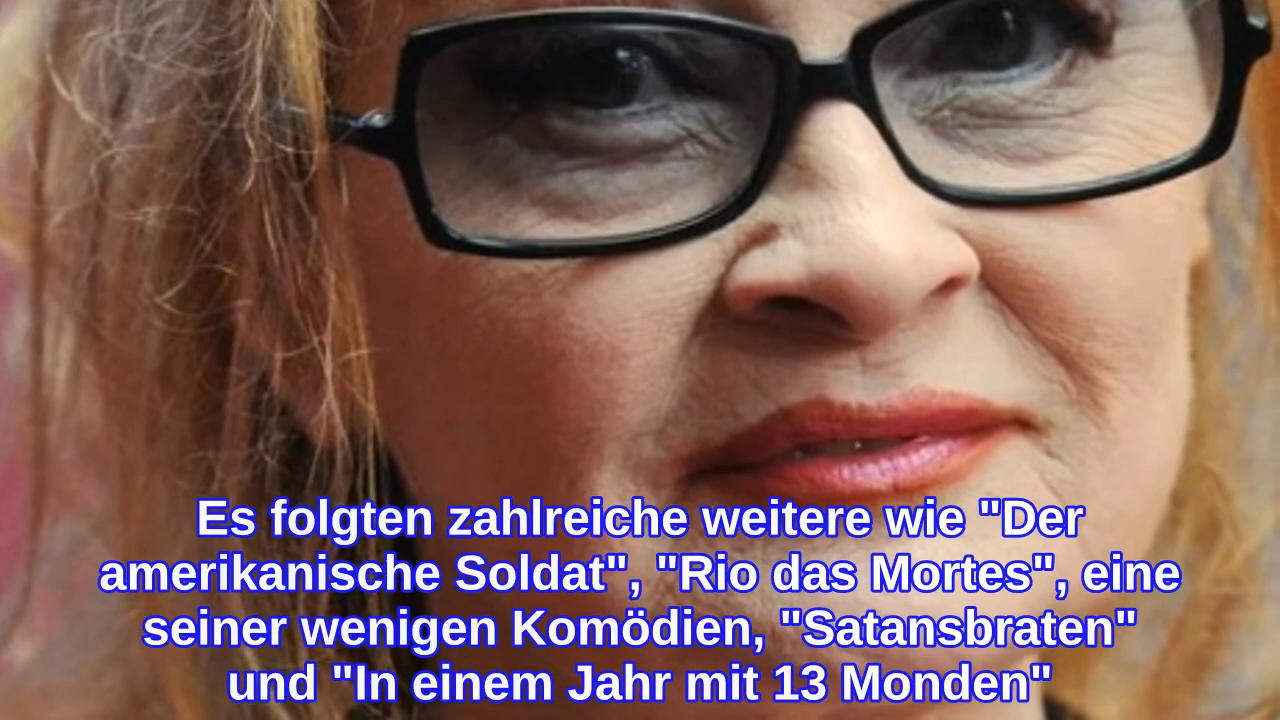 Es folgten zahlreiche weitere wie "Der
amerikanische Soldat", "Rio das Mortes", eine
seiner wenigen Komödien, "Satansbraten"
und "In einem Jahr mit 13 Monden"